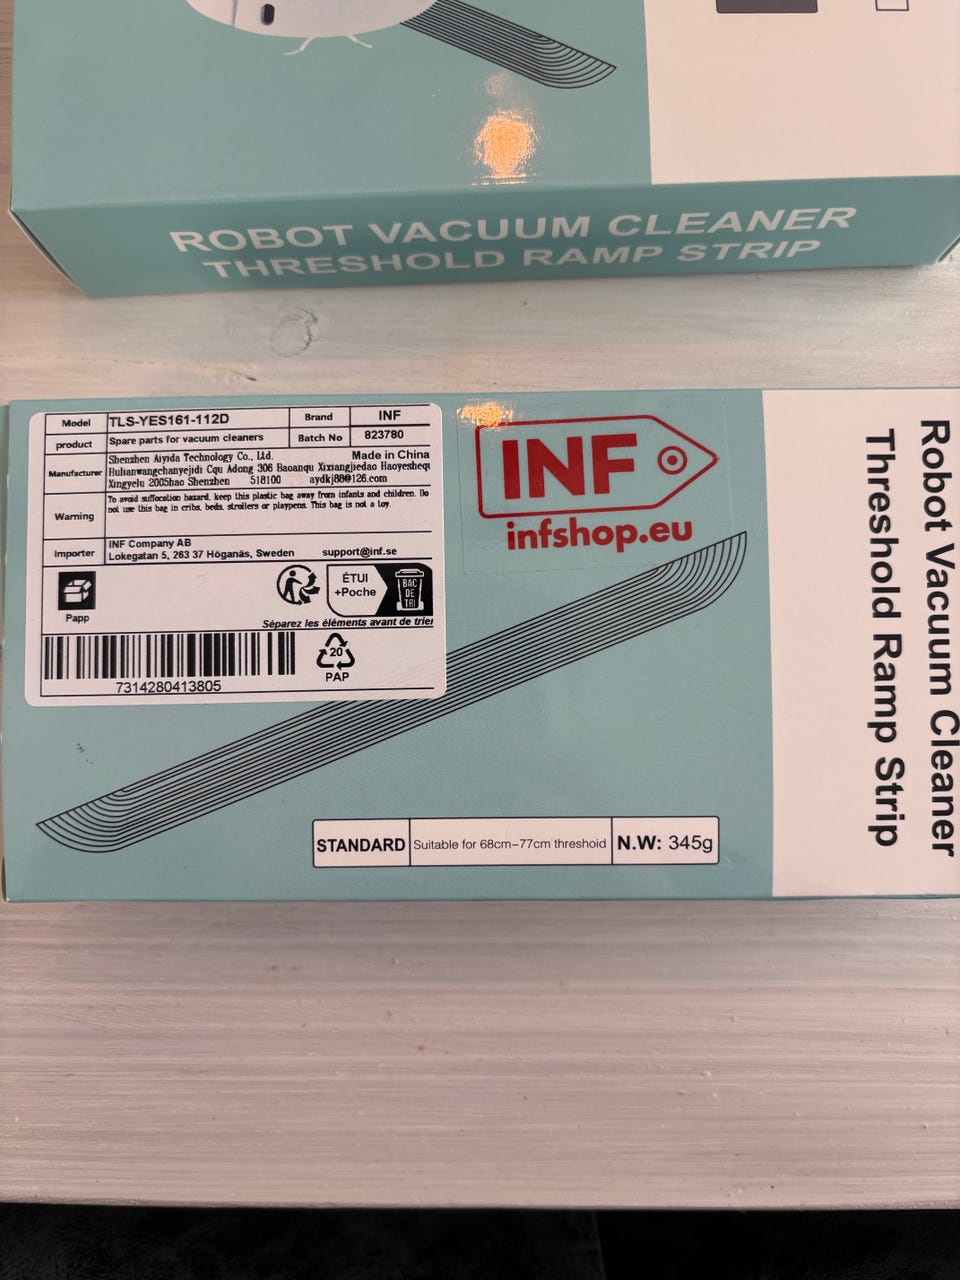 ROBOT VACUUM CLEANER
THRESHOLD RAMP STRIP
Model TLS-YES161-112D Brand INF
product Spare parts for vacuum cleaners Batch No 823780
Manufacturer Shenzhen Aiyida Technology Co., Ltd. Made in China
Hulianwangchanyejidi Cqu Adong 306 Baoanqu Xixiangjiedao Haoyeshequ
Xingyelu 2005hao Shenzhen 518100 aydkj88@126.com
Warning To avoid suffocation hazard, keep this plastic bag away from infants and children. Do
not use this bag in cribs, beds, strollers or playpens. This bag is not a toy.
Importer INF Company AB
Lokegatan 5, 263 37 Höganäs, Sweden support@inf.se
Papp
ÉTUI
+Poche
BAC
DE
TRI
Séparez les éléments avant de trier
7314280413805
20
PAP
INF
infshop.eu
STANDARD Suitable for 68cm-77cm threshoid N.W: 345g
Robot Vacuum Cleaner
Threshold Ramp Strip